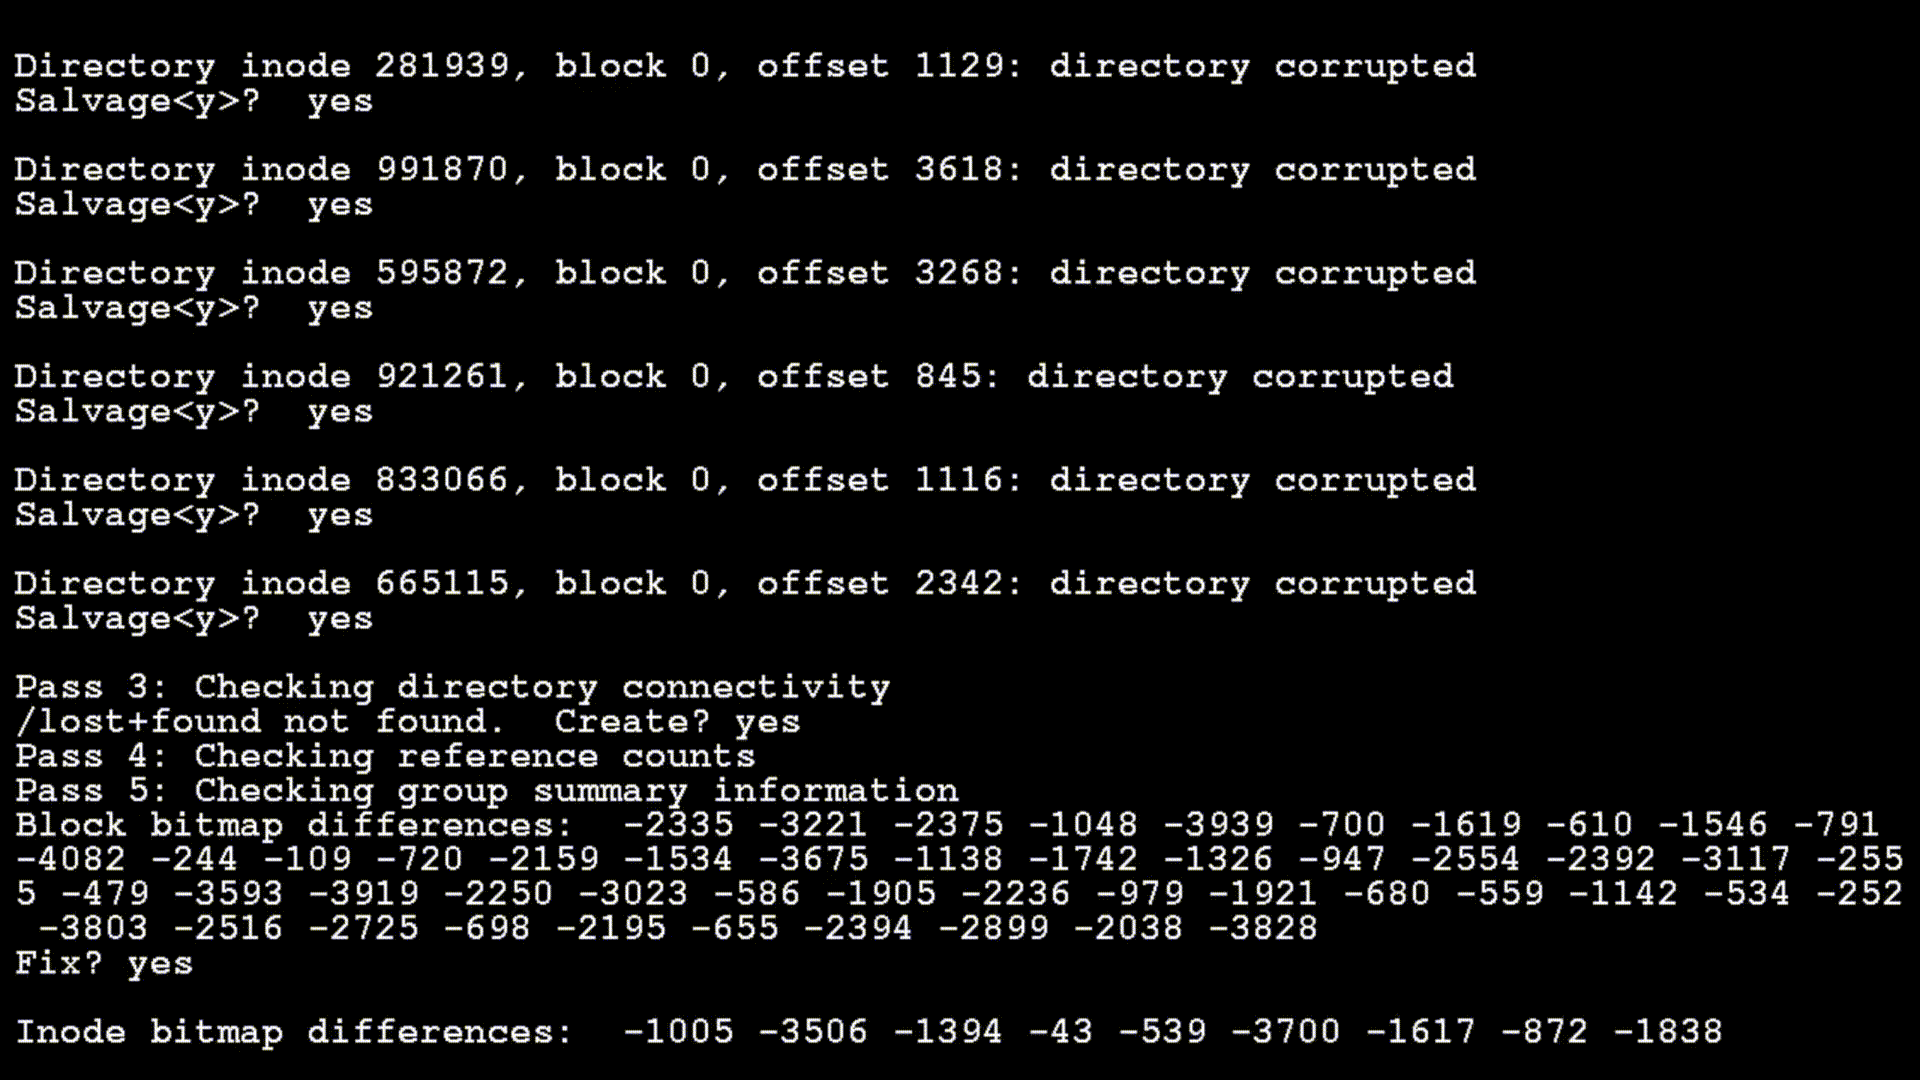 Directory inode 281939, block 0, offset 1129: directory corrupted
Salvage<y>?  yes
Directory inode 991870, block 0, offset 3618: directory corrupted
Salvage<y>?  yes
Directory inode 595872, block 0, offset 3268: directory corrupted
Salvage<y>?  yes
Directory inode 921261, block 0, offset 845: directory corrupted
Salvage<y>?  yes
Directory inode 833066, block 0, offset 1116: directory corrupted
Salvage<y>?  yes
Directory inode 665115, block 0, offset 2342: directory corrupted
Salvage<y>?  yes
Pass 3: Checking directory connectivity
/lost+found not found.  Create? yes
Pass 4: Checking reference counts
Pass 5: Checking group summary information
Block bitmap differences:  -2335 -3221 -2375 -1048 -3939 -700 -1619 -610 -1546 -791
-4082 -244 -109 -720 -2159 -1534 -3675 -1138 -1742 -1326 -947 -2554 -2392 -3117 -255
5 -479 -3593 -3919 -2250 -3023 -586 -1905 -2236 -979 -1921 -680 -559 -1142 -534 -252
-3803 -2516 -2725 -698 -2195 -655 -2394 -2899 -2038 -3828
Fix? yes
Inode bitmap differences:  -1005 -3506 -1394 -43 -539 -3700 -1617 -872 -1838